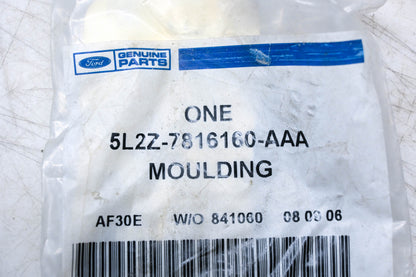 Ford GENUINE PARTS
ONE
5L2Z-7816160-AAA
MOULDING
AF30E W/O 841060 08 09 06